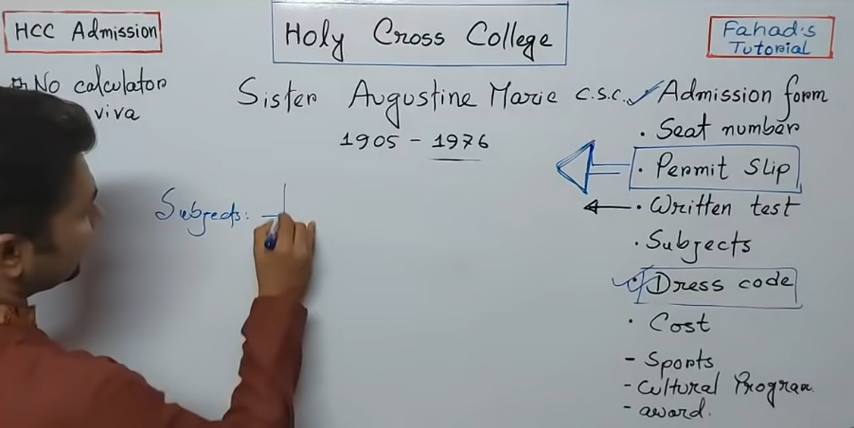 HCC Admission
Holy Cross College
Fahad's
Tutorial
No calculator
viva
Sister Augustine Marie c.s.c.
1905 - 1976
Subjects:
Admission form
· Seat number
· Permit Slip
· Written test
· Subjects
Dress code
· Cost
- Sports
- Cultural Program
- award.